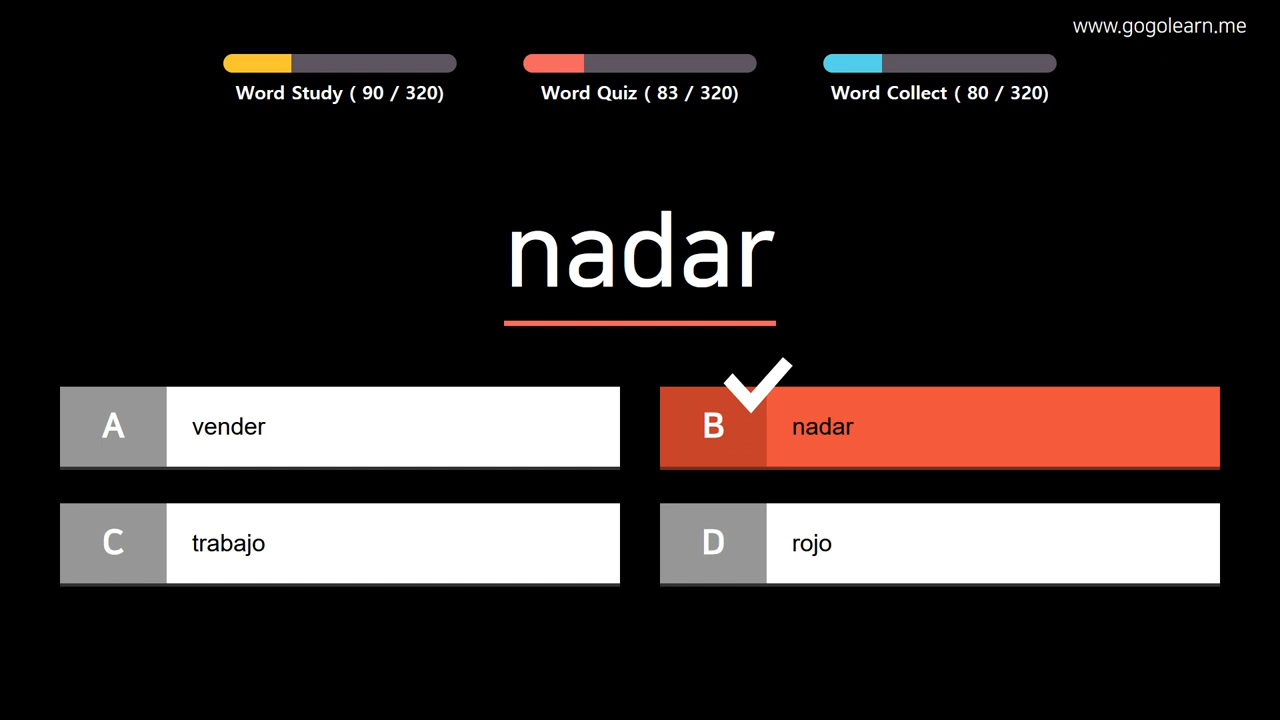 www.gogolearn.me
Word Study ( 90 / 320)
Word Quiz ( 83 / 320)
Word Collect ( 80 / 320)
nadar
A
vender
B
nadar
C
trabajo
D
rojo